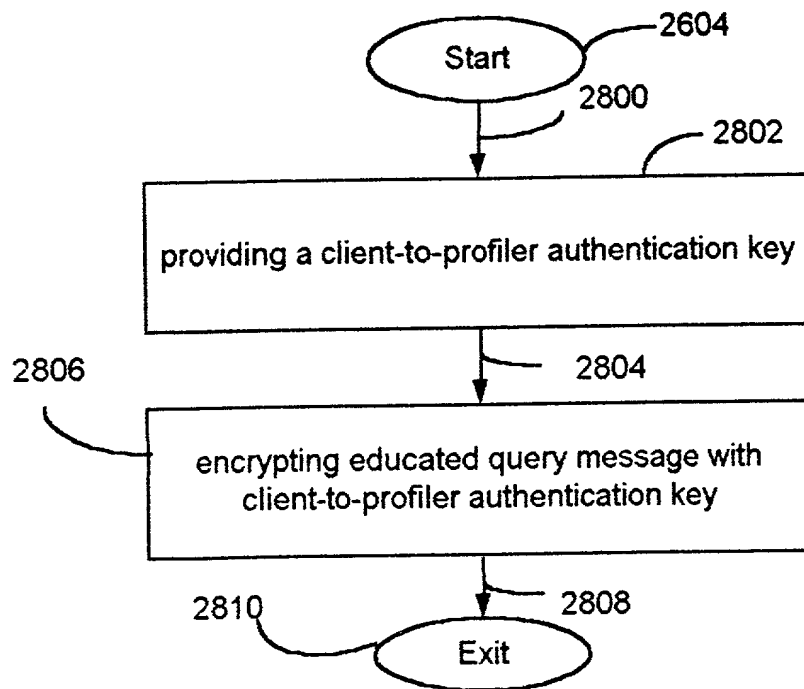 Start
2604
2800
2802
providing a client-to-profiler authentication key
2804
2806
encrypting educated query message with
client-to-profiler authentication key
2808
2810
Exit